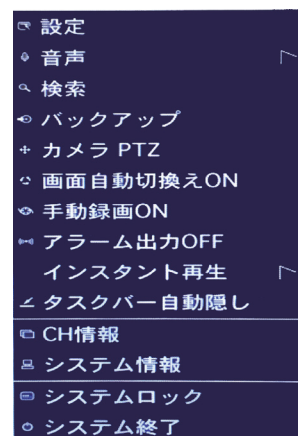 設定
音声
検索
バックアップ
カメラ PTZ
画面自動切換えON
手動録画ON
アラーム出力OFF
インスタント再生
タスクバー自動隠し
CH情報
システム情報
システムロック
システム終了